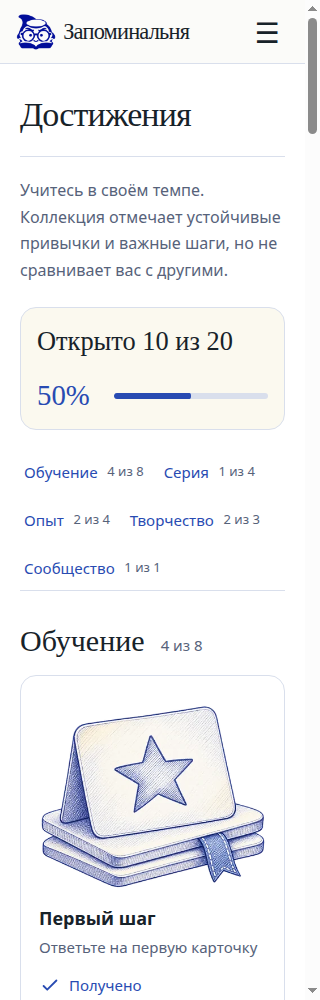 Запоминальня
Достижения
Учитесь в своём темпе.
Коллекция отмечает устойчивые
привычки и важные шаги, но не
сравнивает вас с другими.
Открыто 10 из 20
50%
Обучение 4 из 8 Серия 1 из 4
Опыт 2 из 4 Творчество 2 из 3
Сообщество 1 из 1
Обучение 4 из 8
Первый шаг
Ответьте на первую карточку
Получено